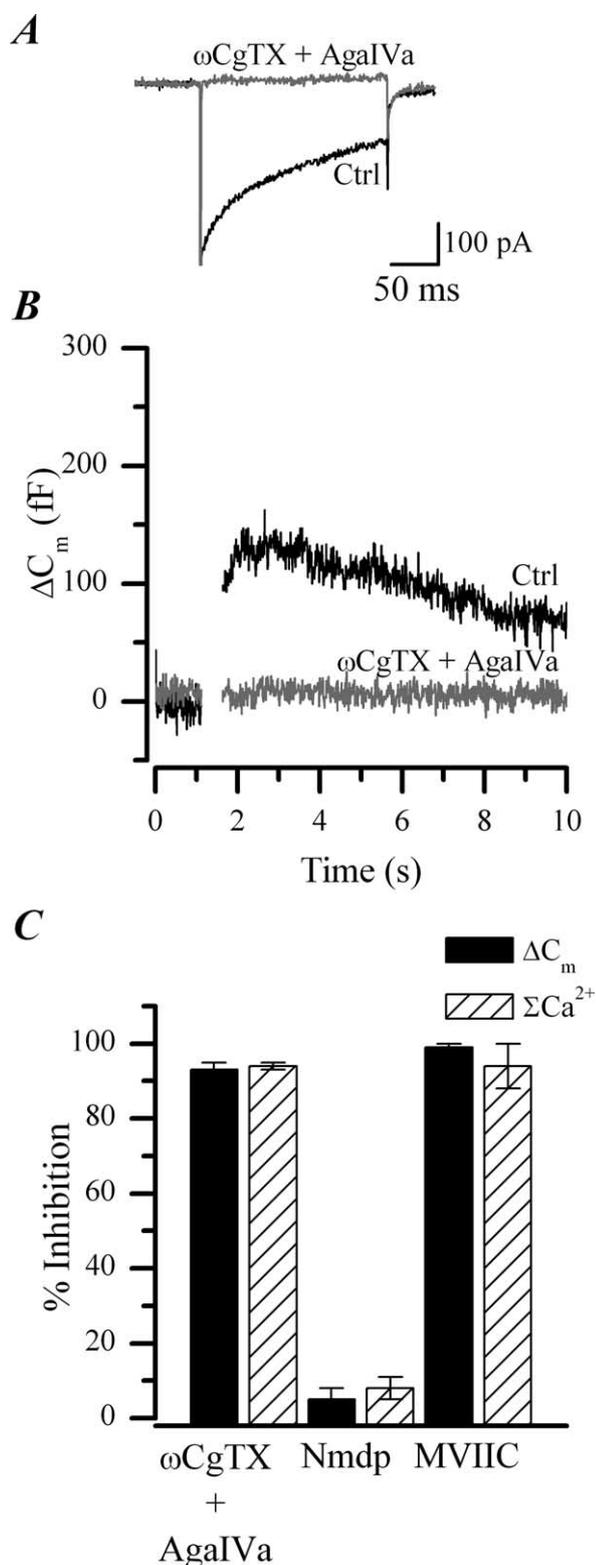 A
ωCgTX + AgaIVa
Ctrl
100 pA
50 ms
B
300
200
100
0
ΔCm (fF)
Ctrl
ωCgTX + AgaIVa
0 2 4 6 8 10
Time (s)
C
ΔCm
ΣCa²⁺
100
80
60
40
20
0
% Inhibition
ωCgTX Nmdp MVIIC
+
AgaIVa